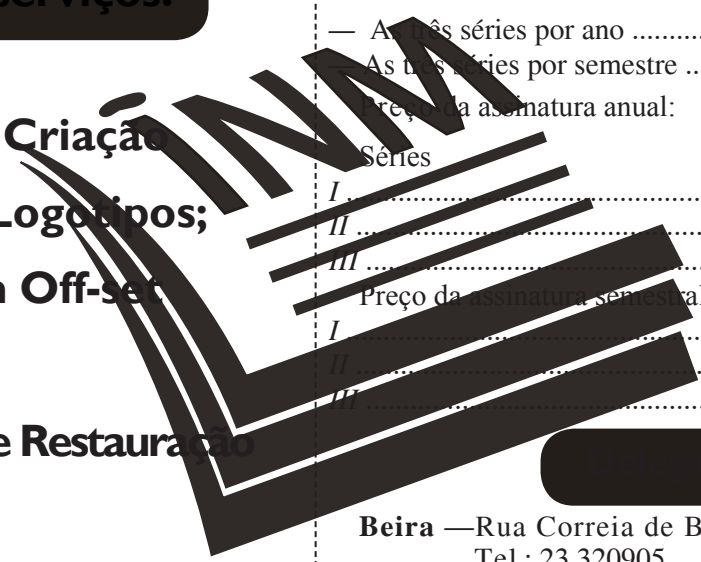 serviços:
Criação
Logotipos;
Off-set
e Restauração
INM
— As três séries por ano ..........
— As três séries por semestre ..
Preço da assinatura anual:
Séries
I ..................................................
II .................................................
III ................................................
Preço da assinatura semestral
I ..................................................
II .................................................
III ................................................
Beira —Rua Correia de B
Tel.: 23 320905